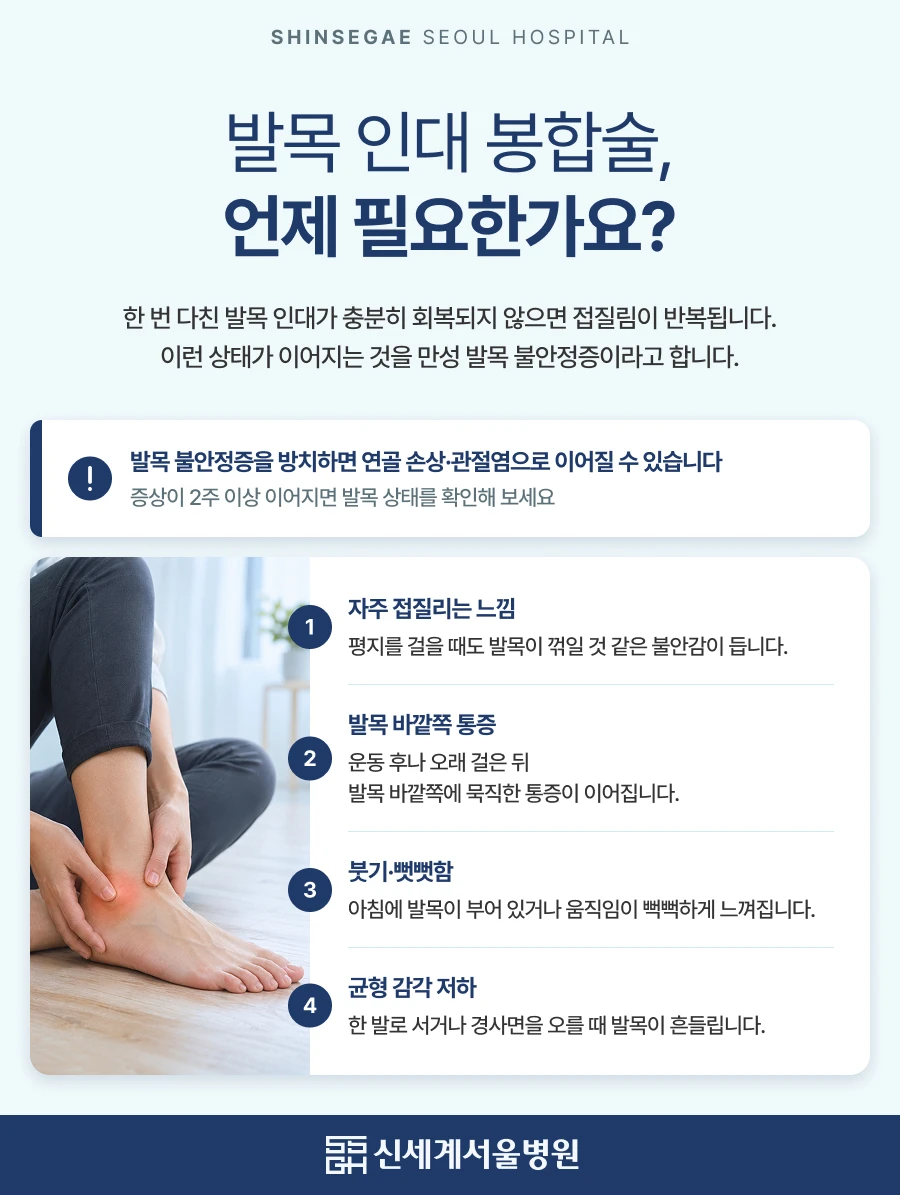 SHINSEGAE SEOUL HOSPITAL
발목 인대 봉합술,
언제 필요한가요?
한 번 다친 발목 인대가 충분히 회복되지 않으면 접질림이 반복됩니다.
이런 상태가 이어지는 것을 만성 발목 불안정증이라고 합니다.
!
발목 불안정증을 방치하면 연골 손상·관절염으로 이어질 수 있습니다
증상이 2주 이상 이어지면 발목 상태를 확인해 보세요
1
자주 접질리는 느낌
평지를 걸을 때도 발목이 꺾일 것 같은 불안감이 듭니다.
2
발목 바깥쪽 통증
운동 후나 오래 걸은 뒤
발목 바깥쪽에 묵직한 통증이 이어집니다.
3
붓기·뻣뻣함
아침에 발목이 부어 있거나 움직임이 뻑뻑하게 느껴집니다.
4
균형 감각 저하
한 발로 서거나 경사면을 오를 때 발목이 흔들립니다.
신세계서울병원